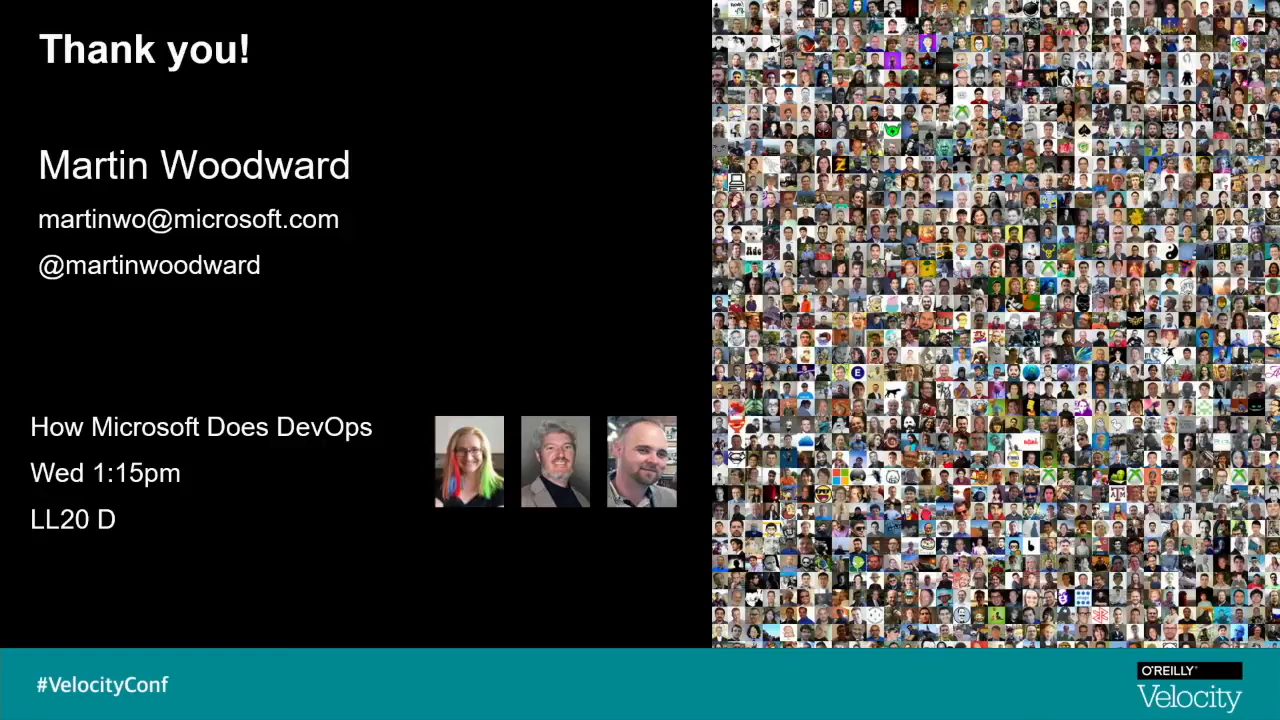 Thank you!
Martin Woodward
martinwo@microsoft.com
@martinwoodward
How Microsoft Does DevOps
Wed 1:15pm
LL20 D
#VelocityConf
O'REILLY®
Velocity